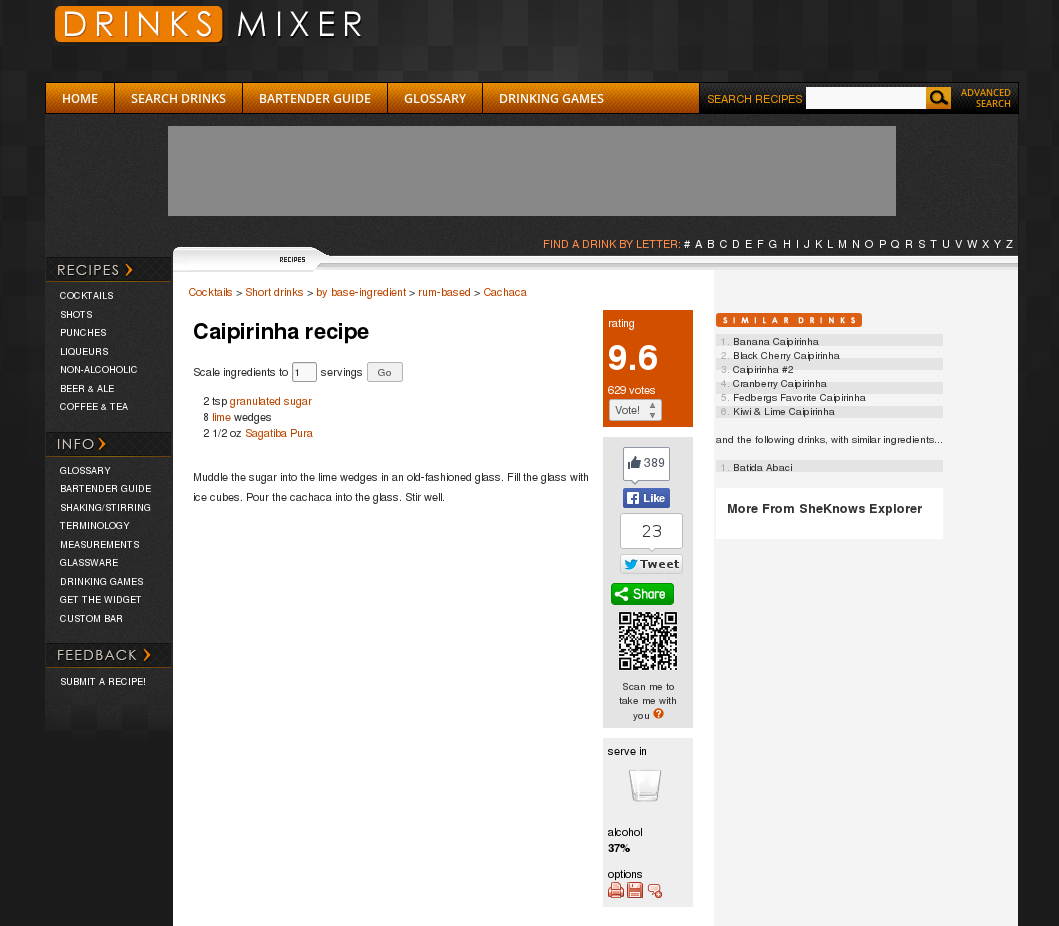 DRINKS MIXER
HOME SEARCH DRINKS BARTENDER GUIDE GLOSSARY DRINKING GAMES SEARCH RECIPES ADVANCED SEARCH
FIND A DRINK BY LETTER: # A B C D E F G H I J K L M N O P Q R S T U V W X Y Z
RECIPES
RECIPES
COCKTAILS
SHOTS
PUNCHES
LIQUEURS
NON-ALCOHOLIC
BEER & ALE
COFFEE & TEA
INFO
GLOSSARY
BARTENDER GUIDE
SHAKING/STIRRING
TERMINOLOGY
MEASUREMENTS
GLASSWARE
DRINKING GAMES
GET THE WIDGET
CUSTOM BAR
FEEDBACK
SUBMIT A RECIPE!
Cocktails > Short drinks > by base-ingredient > rum-based > Cachaca
Caipirinha recipe
Scale ingredients to 1 servings Go
2 tsp granulated sugar
8 lime wedges
2 1/2 oz Sagatiba Pura
Muddle the sugar into the lime wedges in an old-fashioned glass. Fill the glass with
ice cubes. Pour the cachaca into the glass. Stir well.
rating
9.6
629 votes
Vote!
389
Like
23
Tweet
Share
Scan me to
take me with
you ?
serve in
alcohol
37%
options
SIMILAR DRINKS
1. Banana Caipirinha
2. Black Cherry Caipirinha
3. Caipirinha #2
4. Cranberry Caipirinha
5. Fedbergs Favorite Caipirinha
6. Kiwi & Lime Caipirinha
and the following drinks, with similar ingredients...
1. Batida Abaci
More From SheKnows Explorer